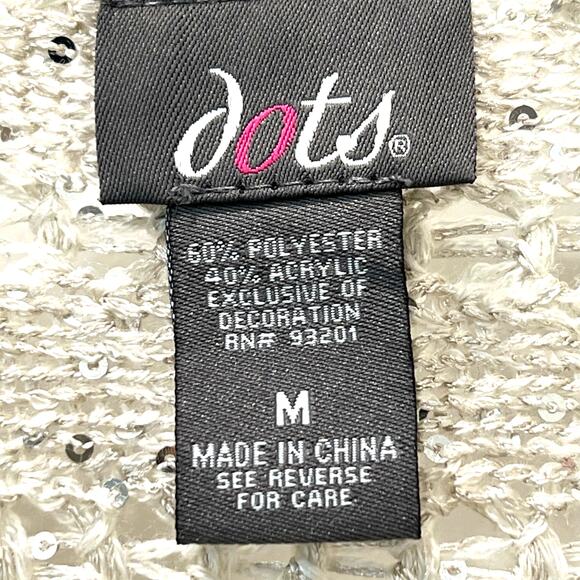 dots®
60% POLYESTER
40% ACRYLIC
EXCLUSIVE OF
DECORATION
RN# 93201
M
MADE IN CHINA
SEE REVERSE
FOR CARE